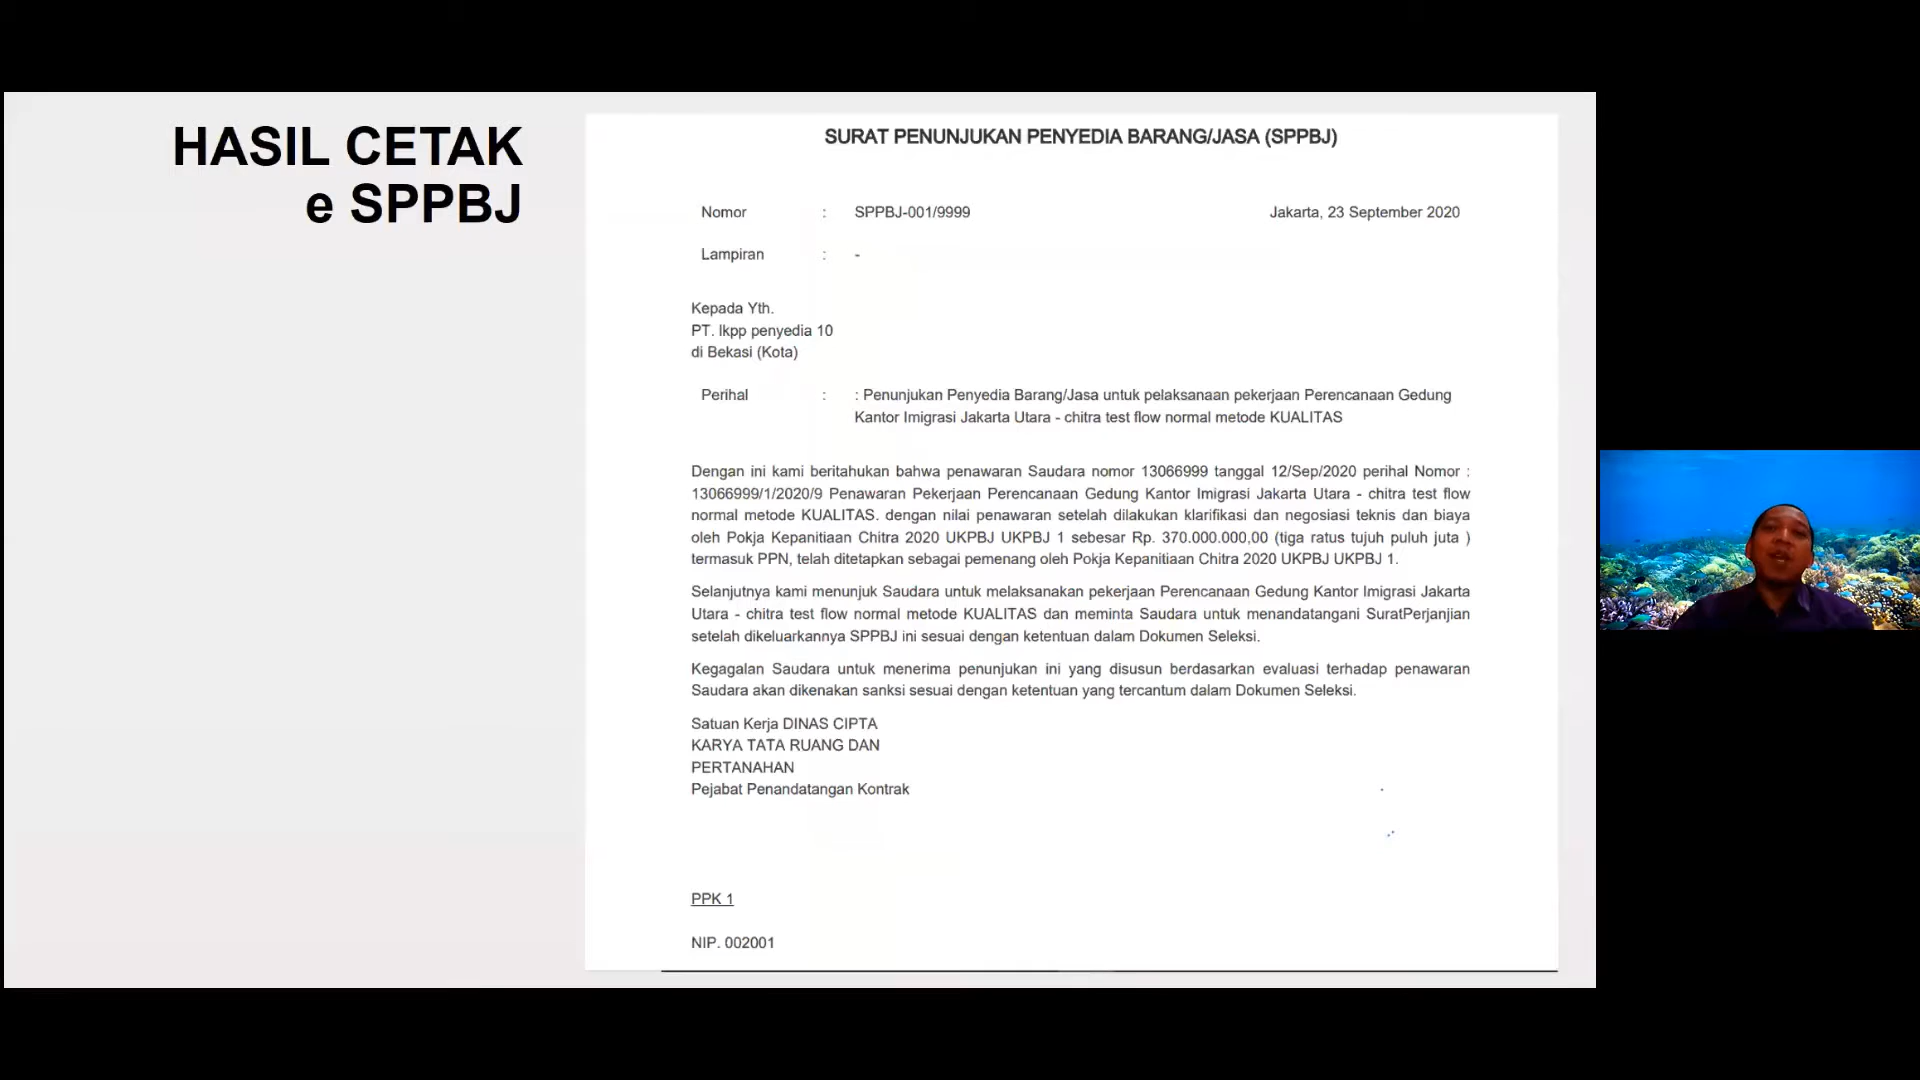 HASIL CETAK
e SPPBJ
SURAT PENUNJUKAN PENYEDIA BARANG/JASA (SPPBJ)
Nomor : SPPBJ-001/9999 Jakarta, 23 September 2020
Lampiran : -
Kepada Yth.
PT. lkpp penyedia 10
di Bekasi (Kota)
Perihal : : Penunjukan Penyedia Barang/Jasa untuk pelaksanaan pekerjaan Perencanaan Gedung
Kantor Imigrasi Jakarta Utara - chitra test flow normal metode KUALITAS
Dengan ini kami beritahukan bahwa penawaran Saudara nomor 13066999 tanggal 12/Sep/2020 perihal Nomor :
13066999/1/2020/9 Penawaran Pekerjaan Perencanaan Gedung Kantor Imigrasi Jakarta Utara - chitra test flow
normal metode KUALITAS. dengan nilai penawaran setelah dilakukan klarifikasi dan negosiasi teknis dan biaya
oleh Pokja Kepanitiaan Chitra 2020 UKPBJ UKPBJ 1 sebesar Rp. 370.000.000,00 (tiga ratus tujuh puluh juta )
termasuk PPN, telah ditetapkan sebagai pemenang oleh Pokja Kepanitiaan Chitra 2020 UKPBJ UKPBJ 1.
Selanjutnya kami menunjuk Saudara untuk melaksanakan pekerjaan Perencanaan Gedung Kantor Imigrasi Jakarta
Utara - chitra test flow normal metode KUALITAS dan meminta Saudara untuk menandatangani SuratPerjanjian
setelah dikeluarkannya SPPBJ ini sesuai dengan ketentuan dalam Dokumen Seleksi.
Kegagalan Saudara untuk menerima penunjukan ini yang disusun berdasarkan evaluasi terhadap penawaran
Saudara akan dikenakan sanksi sesuai dengan ketentuan yang tercantum dalam Dokumen Seleksi.
Satuan Kerja DINAS CIPTA
KARYA TATA RUANG DAN
PERTANAHAN
Pejabat Penandatangan Kontrak
PPK 1
NIP. 002001